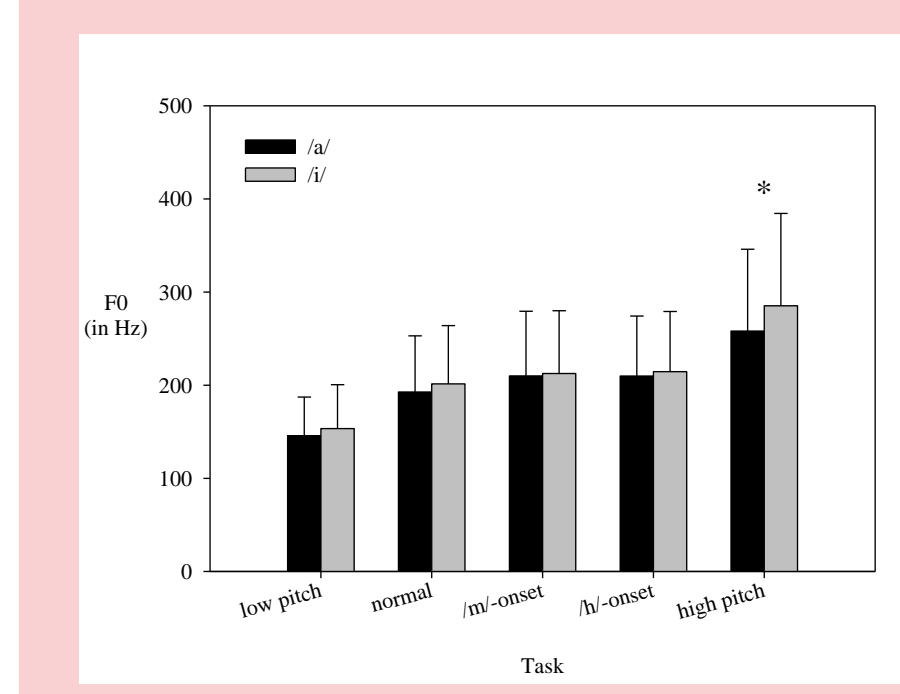 500
/a/
/i/
400
*
300
F0
(in Hz)
200
100
0
low pitch
normal
/m/-onset
/h/-onset
high pitch
Task